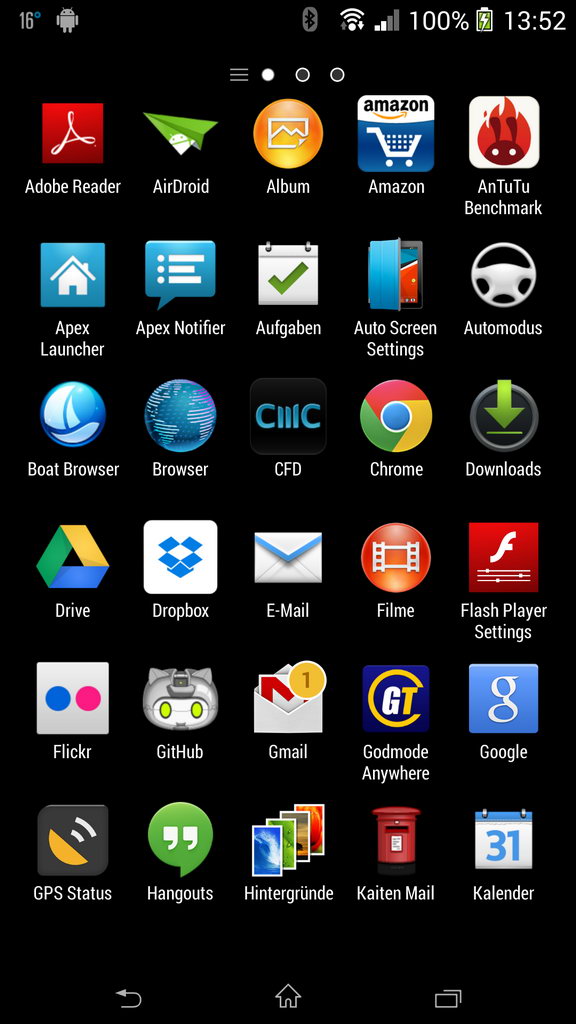 16° 100% 13:52
amazon
Adobe Reader AirDroid Album Amazon AnTuTu
Benchmark
Apex Apex Notifier Aufgaben Auto Screen Automodus
Launcher Settings
CMC
Boat Browser Browser CFD Chrome Downloads
Drive Dropbox E-Mail Filme Flash Player
Settings
1
GT
g
Flickr GitHub Gmail Godmode Google
Anywhere
31
GPS Status Hangouts Hintergründe Kaiten Mail Kalender